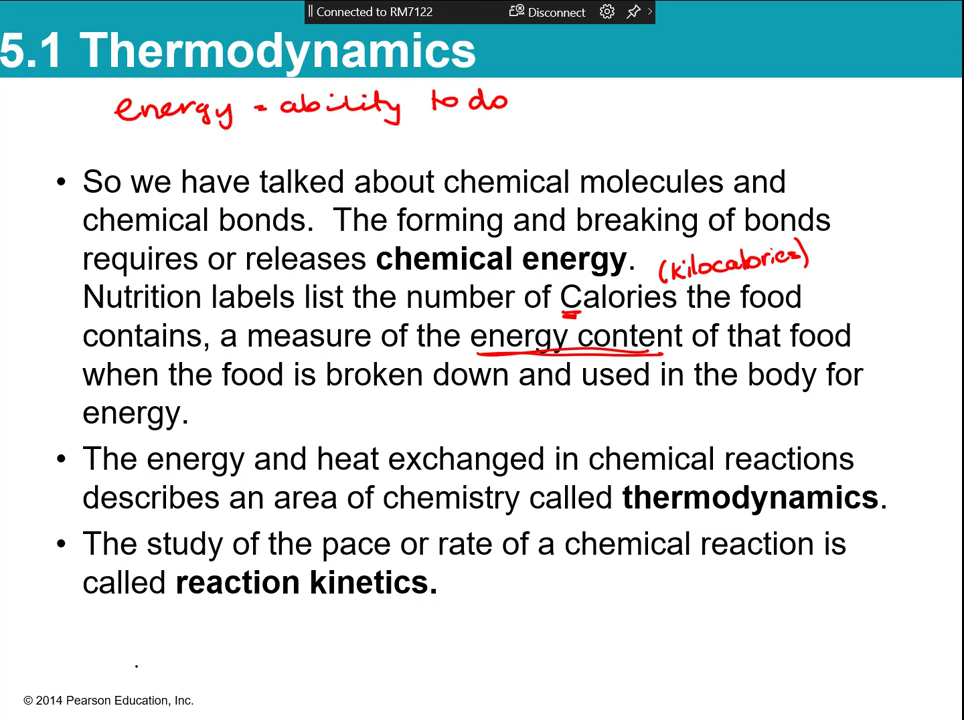 Connected to RM7122 Disconnect
5.1 Thermodynamics
energy = ability to do
• So we have talked about chemical molecules and
chemical bonds. The forming and breaking of bonds
requires or releases chemical energy.
(kilocalories)
Nutrition labels list the number of Calories the food
contains, a measure of the energy content of that food
when the food is broken down and used in the body for
energy.
• The energy and heat exchanged in chemical reactions
describes an area of chemistry called thermodynamics.
• The study of the pace or rate of a chemical reaction is
called reaction kinetics.
© 2014 Pearson Education, Inc.